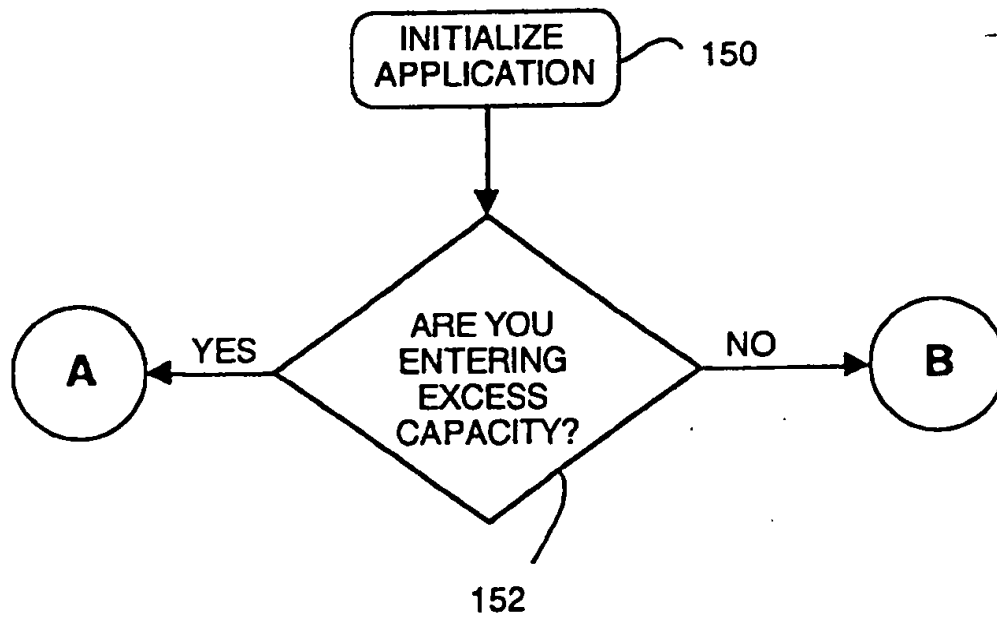 INITIALIZE
APPLICATION
150
ARE YOU
ENTERING
EXCESS
CAPACITY?
YES
A
NO
B
152